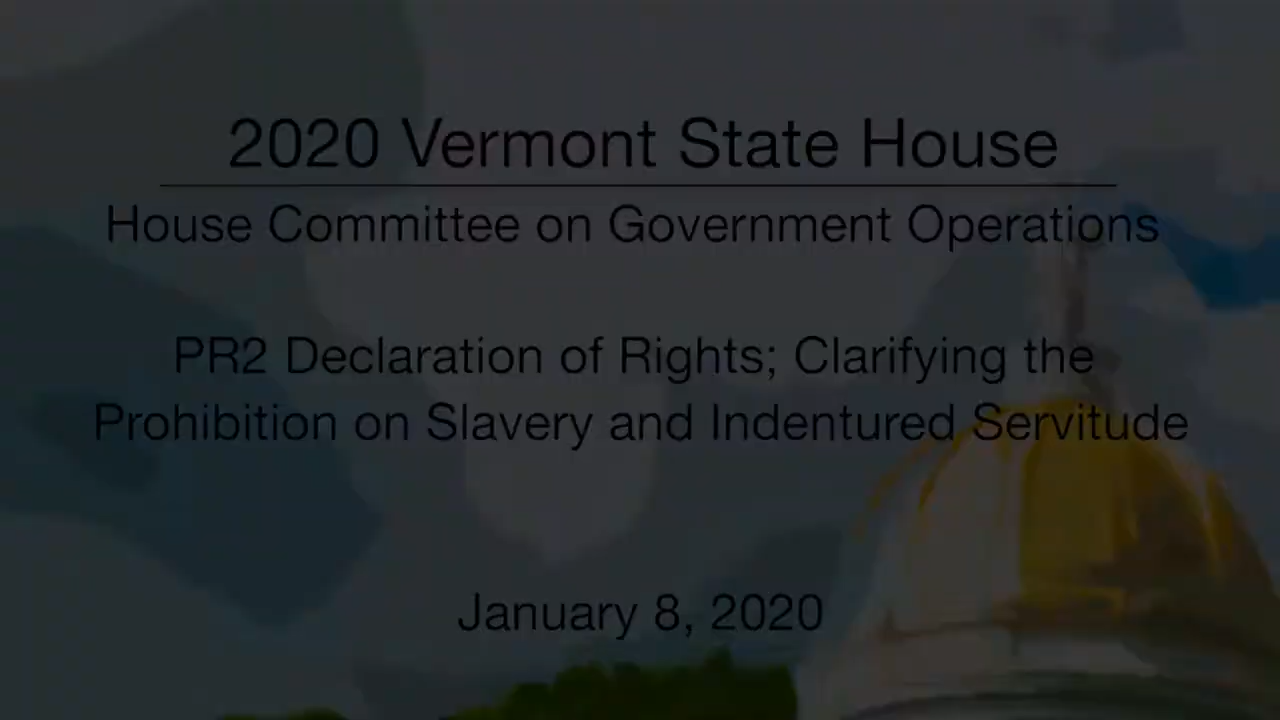 2020 Vermont State House
House Committee on Government Operations
PR2 Declaration of Rights; Clarifying the
Prohibition on Slavery and Indentured Servitude
January 8, 2020